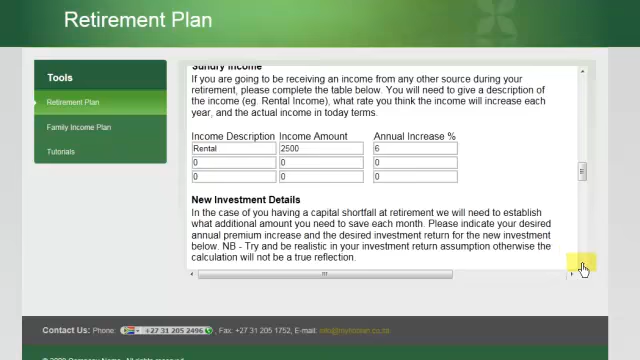 Retirement Plan
Tools
Retirement Plan
Family Income Plan
Tutorials
Sundry Income
If you are going to be receiving an income from any other source during your
retirement, please complete the table below. You will need to give a description of
the income (eg. Rental Income), what rate you think the income will increase each
year, and the actual income in today terms.
Income Description Income Amount Annual Increase %
Rental 2500 6
0 0 0
0 0 0
New Investment Details
In the case of you having a capital shortfall at retirement we will need to establish
what additional amount you need to save each month. Please indicate your desired
annual premium increase and the desired investment return for the new investment
below. NB - Try and be realistic in your investment return assumption otherwise the
calculation will not be a true reflection.
Contact Us: Phone: +27 31 205 2496, Fax: +27 31 205 1752, Email: